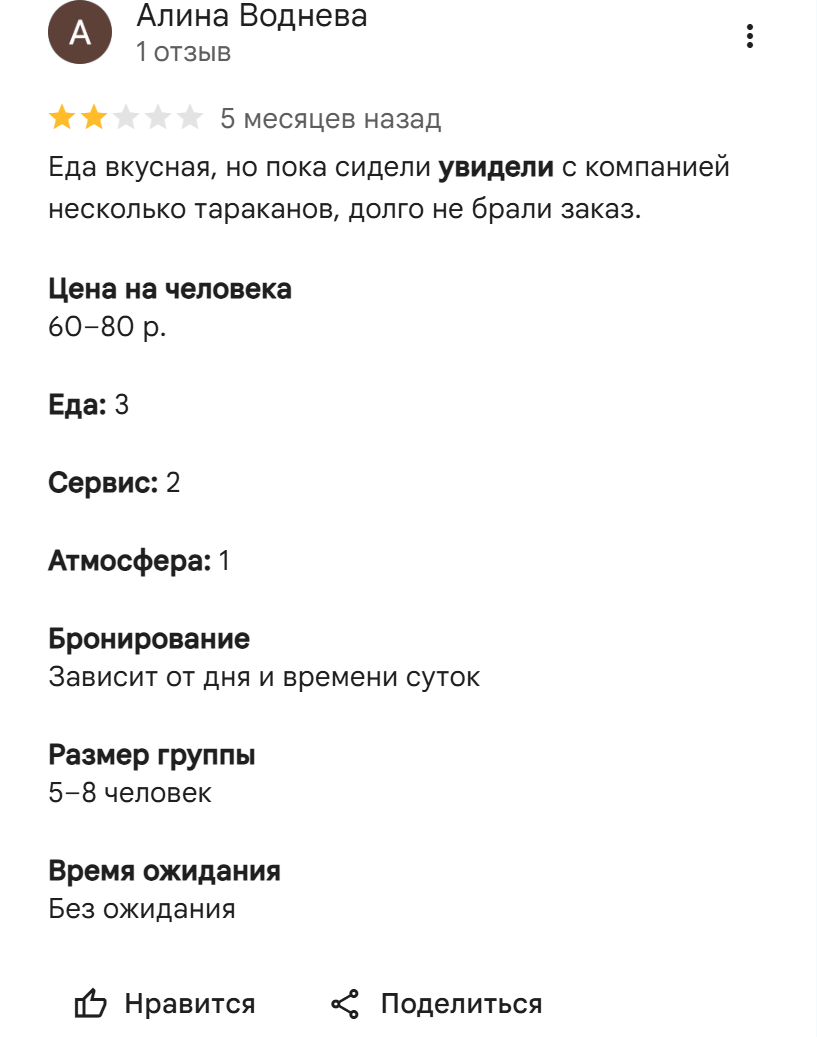 А
Алина Воднева
1 отзыв
5 месяцев назад
Еда вкусная, но пока сидели увидели с компанией
несколько тараканов, долго не брали заказ.
Цена на человека
60–80 р.
Еда: 3
Сервис: 2
Атмосфера: 1
Бронирование
Зависит от дня и времени суток
Размер группы
5–8 человек
Время ожидания
Без ожидания
Нравится
Поделиться